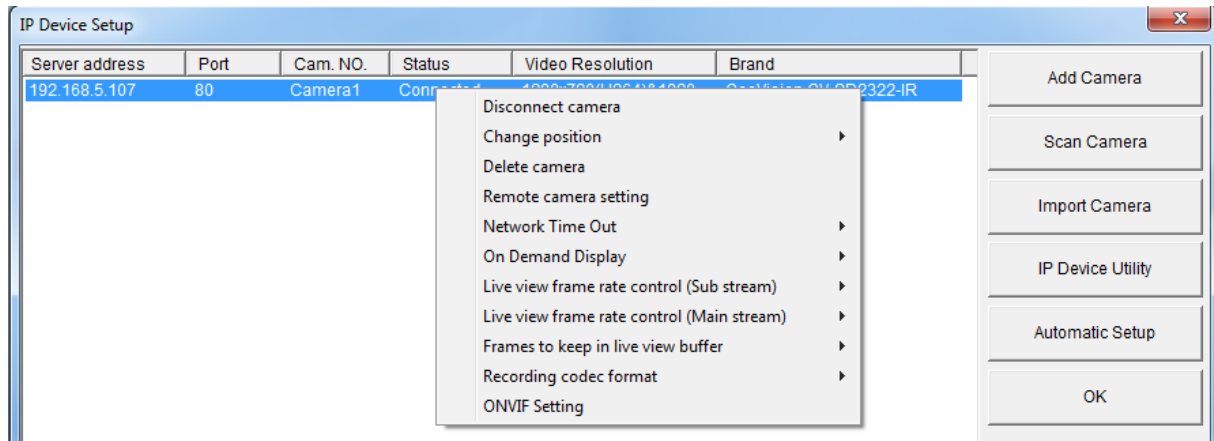 IP Device Setup
Server address Port Cam. NO. Status Video Resolution Brand
192.168.5.107 80 Camera1 2322-IR
Disconnect camera
Change position
Delete camera
Remote camera setting
Network Time Out
On Demand Display
Live view frame rate control (Sub stream)
Live view frame rate control (Main stream)
Frames to keep in live view buffer
Recording codec format
ONVIF Setting
Add Camera
Scan Camera
Import Camera
IP Device Utility
Automatic Setup
OK